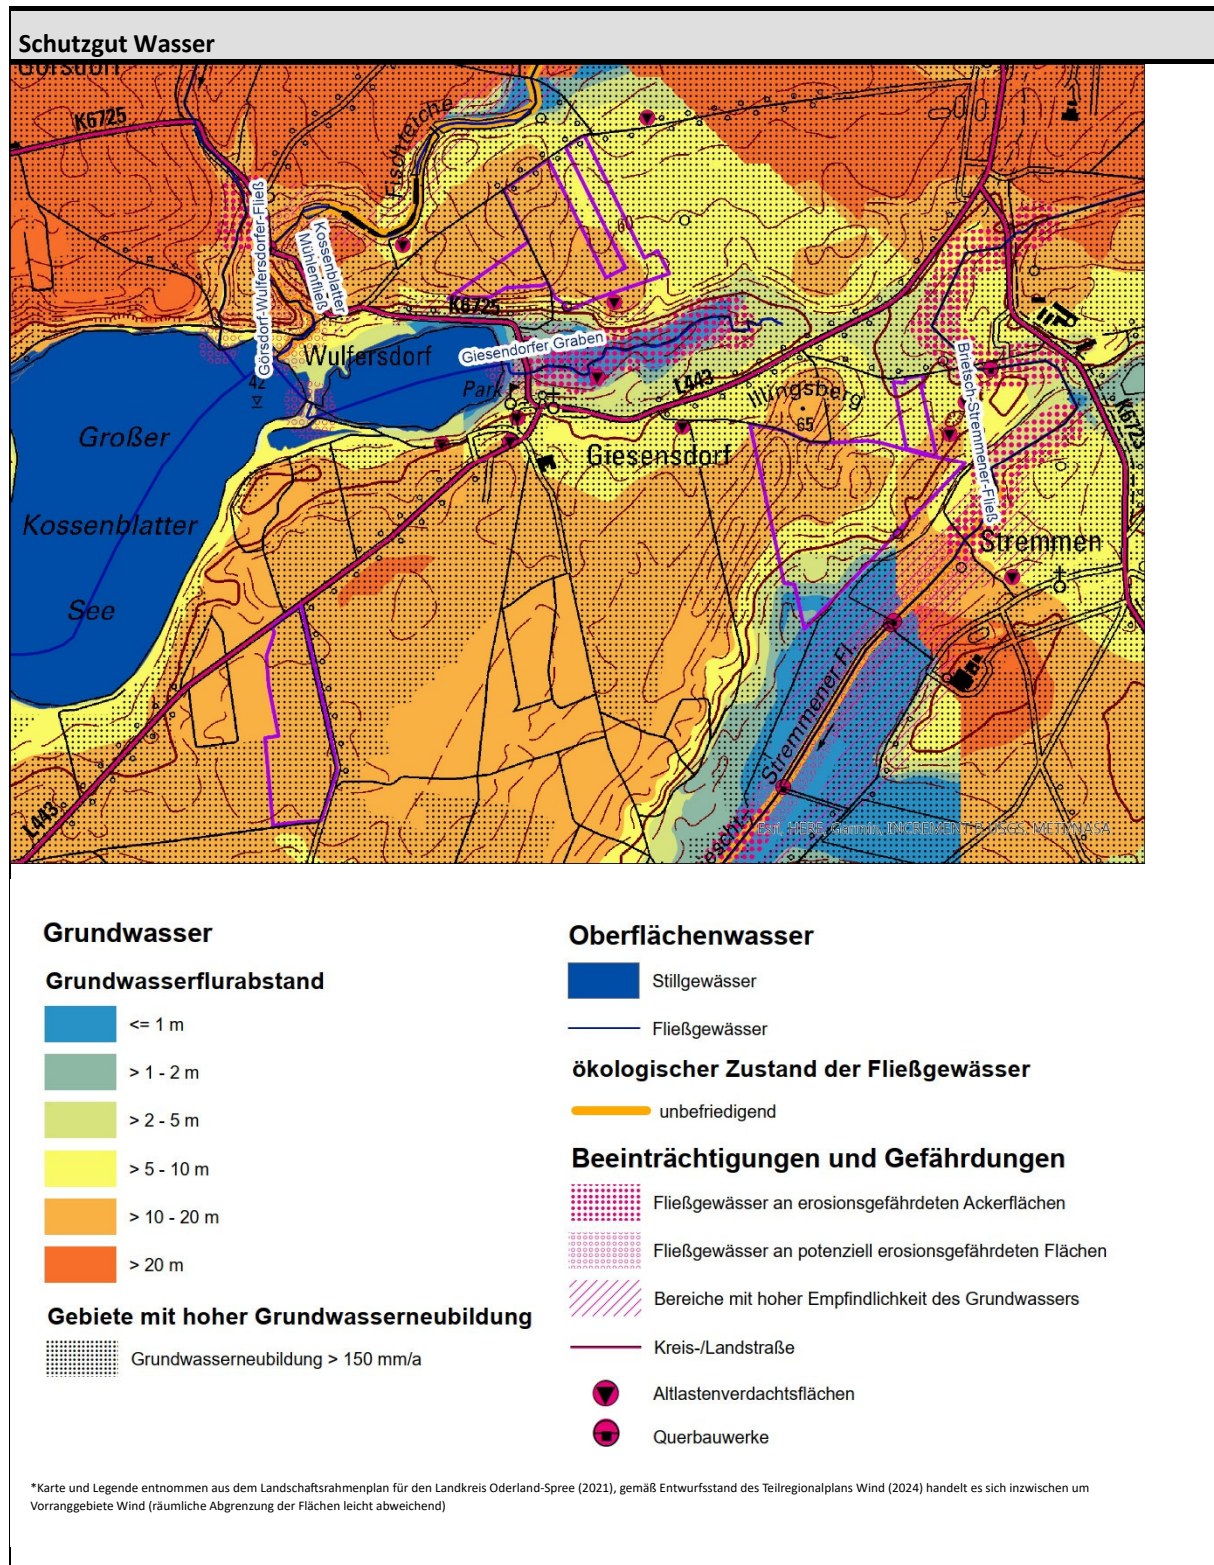 Schutzgut Wasser
Görsdorf
K6725
Fischteiche
60
Görsdorf-Wulfersdorfer-Fließ
Kossenblatter
Mühlenfließ
K6725
Giesendorfer Graben
Wulfersdorf
42
Park
L443
Illingsberg
65
Brietsch-Stremmener-Fließ
K6723
Großer
Giesensdorf
Kossenblatter
Stremmen
See
Stremmener Fl.
L443
Esri, HERE, Garmin, INCREMENT P, USGS, METI/NASA
Grundwasser
Grundwasserflurabstand
<= 1 m
> 1 - 2 m
> 2 - 5 m
> 5 - 10 m
> 10 - 20 m
> 20 m
Gebiete mit hoher Grundwasserneubildung
Grundwasserneubildung > 150 mm/a
Oberflächenwasser
Stillgewässer
Fließgewässer
ökologischer Zustand der Fließgewässer
unbefriedigend
Beeinträchtigungen und Gefährdungen
Fließgewässer an erosionsgefährdeten Ackerflächen
Fließgewässer an potenziell erosionsgefährdeten Flächen
Bereiche mit hoher Empfindlichkeit des Grundwassers
Kreis-/Landstraße
Altlastenverdachtsflächen
Querbauwerke
*Karte und Legende entnommen aus dem Landschaftsrahmenplan für den Landkreis Oderland-Spree (2021), gemäß Entwurfsstand des Teilregionalplans Wind (2024) handelt es sich inzwischen um
Vorranggebiete Wind (räumliche Abgrenzung der Flächen leicht abweichend)